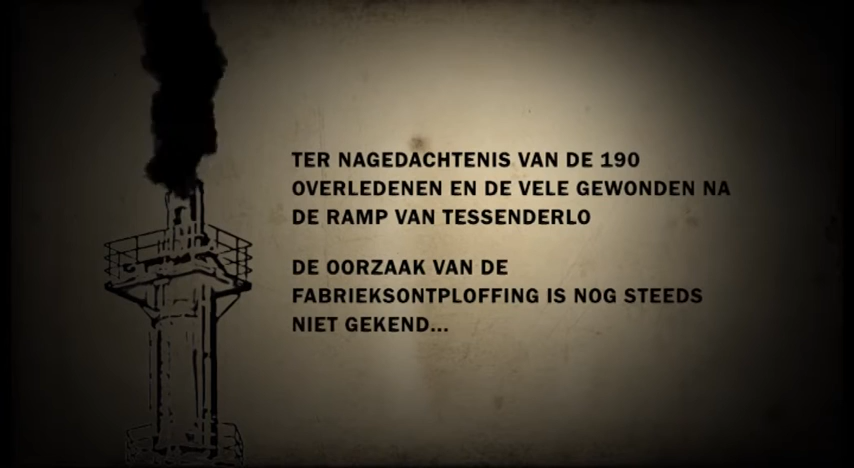 TER NAGEDACHTENIS VAN DE 190
OVERLEDENEN EN DE VELE GEWONDEN NA
DE RAMP VAN TESSENDERLO
DE OORZAAK VAN DE
FABRIEKSONTPLOFFING IS NOG STEEDS
NIET GEKEND...